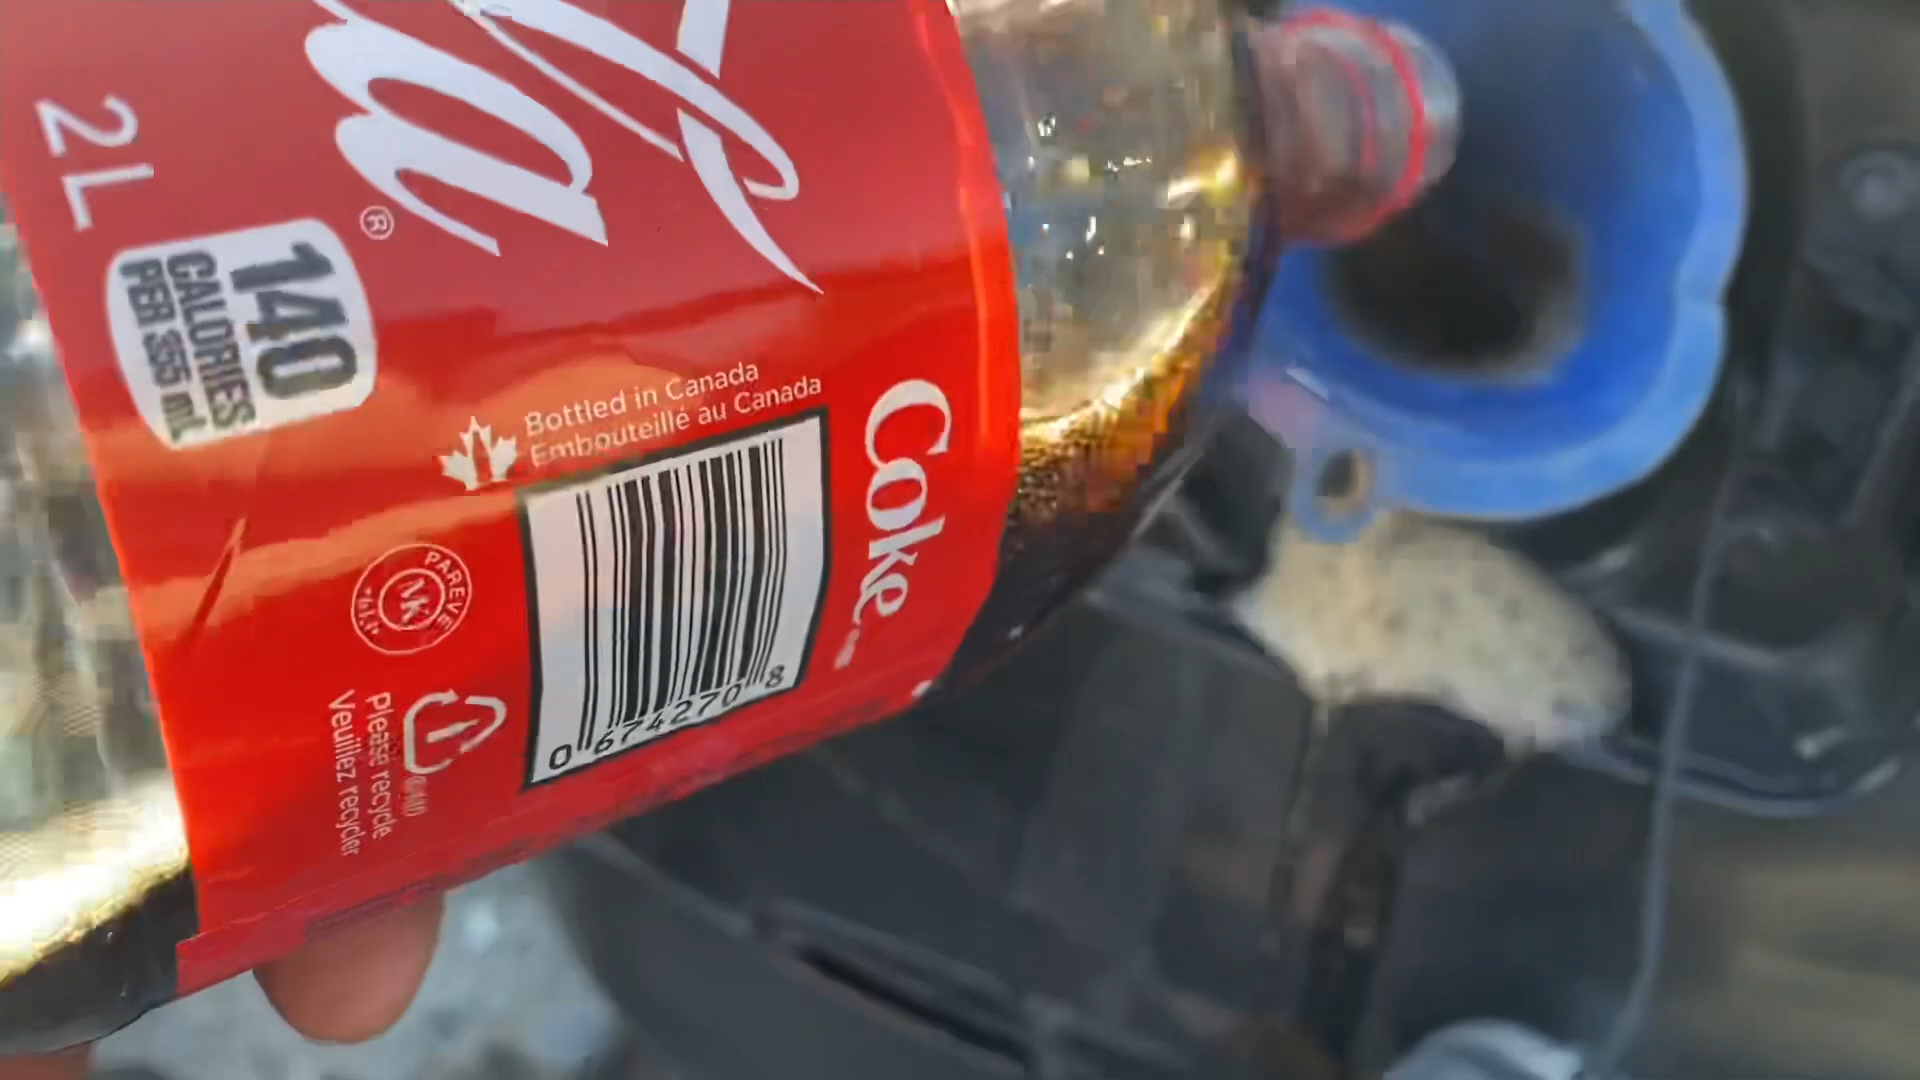 2L
140
CALORIES
PER 355 mL
®
Bottled in Canada
Embouteillé au Canada
Coke
0 674270 8
PAREVE
MK
Please recycle
Veuillez recycler